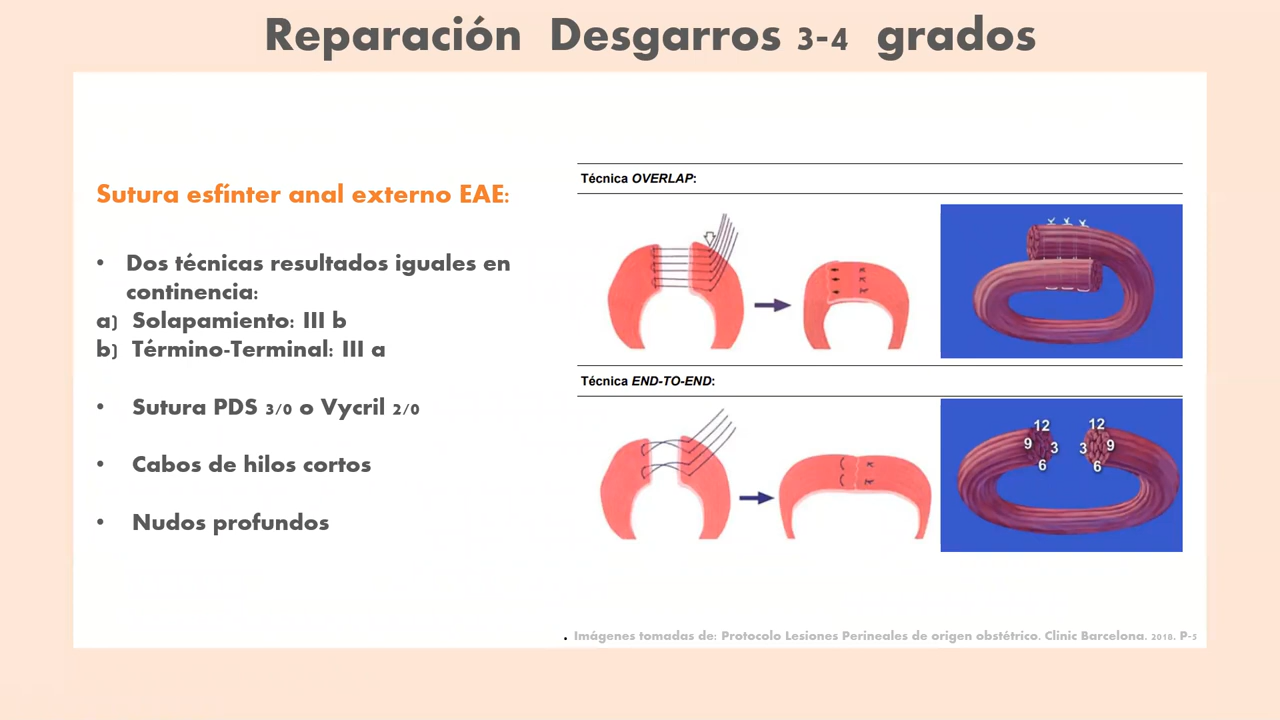 Reparación Desgarros 3-4 grados
Sutura esfínter anal externo EAE:
• Dos técnicas resultados iguales en
continencia:
a) Solapamiento: III b
b) Término-Terminal: III a
• Sutura PDS 3/0 o Vycril 2/0
• Cabos de hilos cortos
• Nudos profundos
Técnica OVERLAP:
Técnica END-TO-END:
12 12
9 3 3 9
6 6
. Imágenes tomadas de: Protocolo Lesiones Perineales de origen obstétrico. Clinic Barcelona. 2018. P-5